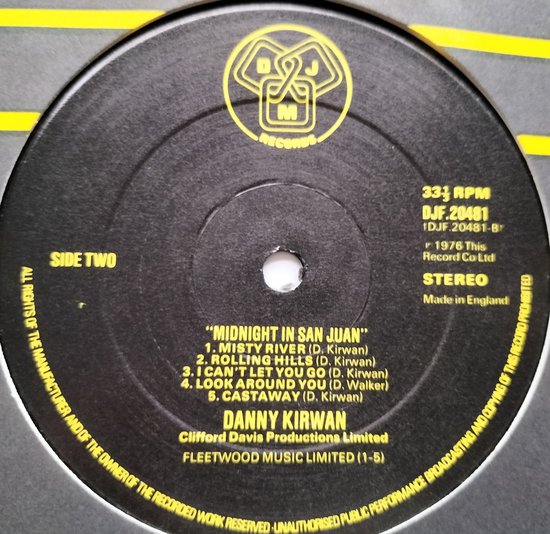 D J
M
RECORDS
33⅓ RPM
DJF.20481
(DJF.20481-B)
℗ 1976 This
Record Co Ltd
SIDE TWO
STEREO
Made in England
"MIDNIGHT IN SAN JUAN"
1. MISTY RIVER (D. Kirwan)
2. ROLLING HILLS (D. Kirwan)
3. I CAN'T LET YOU GO (D. Kirwan)
4. LOOK AROUND YOU (D. Walker)
5. CASTAWAY (D. Kirwan)
DANNY KIRWAN
Clifford Davis Productions Limited
FLEETWOOD MUSIC LIMITED (1-5)
ALL RIGHTS OF THE MANUFACTURER AND OF THE OWNER OF THE RECORDED WORK RESERVED·UNAUTHORISED PUBLIC PERFORMANCE BROADCASTING AND COPYING OF THIS RECORD PROHIBITED